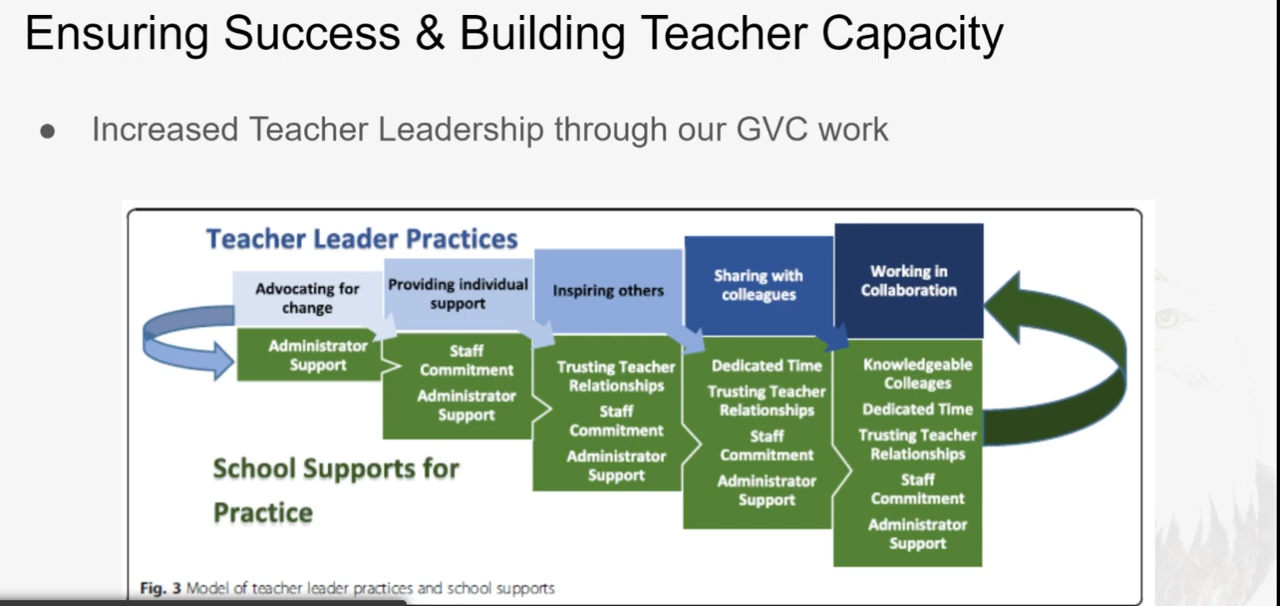 Ensuring Success & Building Teacher Capacity
● Increased Teacher Leadership through our GVC work
Teacher Leader Practices
Advocating for
change
Providing individual
support
Inspiring others
Sharing with
colleagues
Working in
Collaboration
Administrator
Support
Staff
Commitment
Administrator
Support
Trusting Teacher
Relationships
Staff
Commitment
Administrator
Support
Dedicated Time
Trusting Teacher
Relationships
Staff
Commitment
Administrator
Support
Knowledgeable
Colleages
Dedicated Time
Trusting Teacher
Relationships
Staff
Commitment
Administrator
Support
School Supports for
Practice
Fig. 3 Model of teacher leader practices and school supports